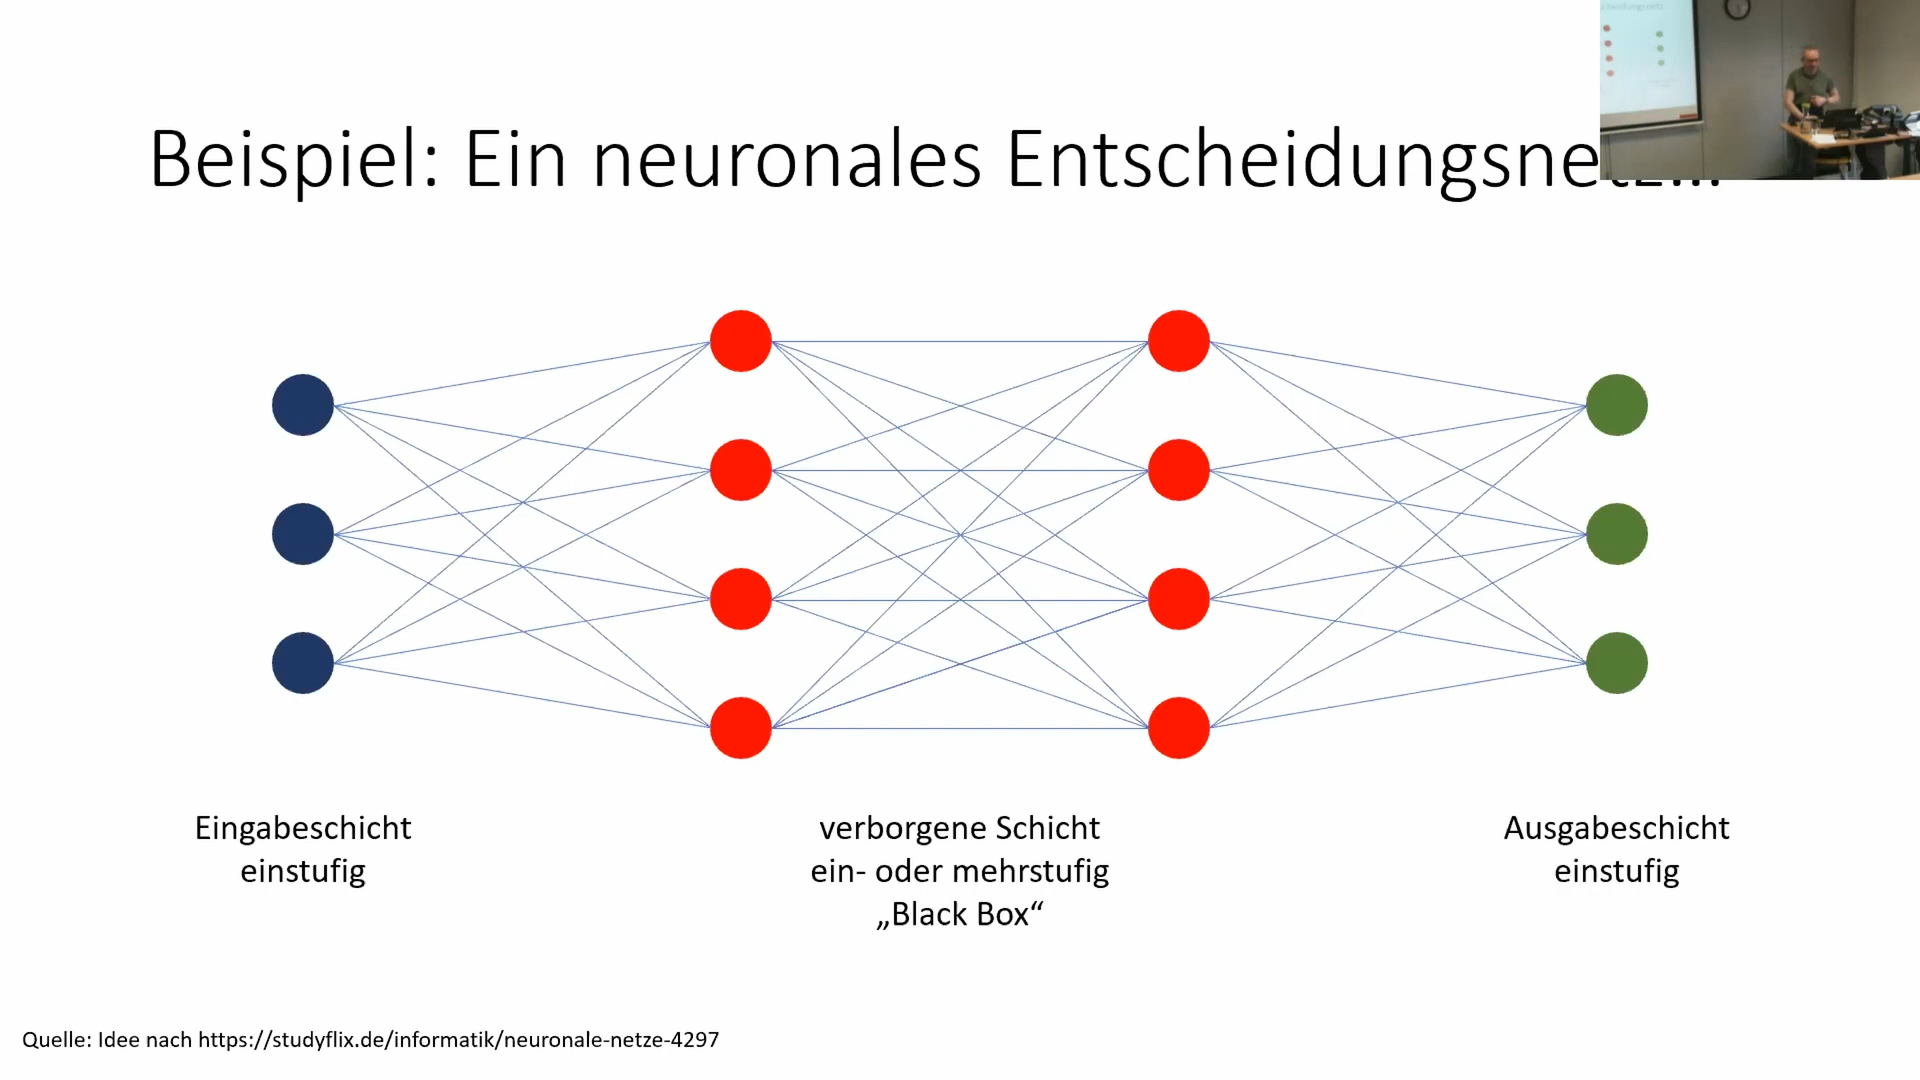 Beispiel: Ein neuronales Entscheidungsnetz...
Eingabeschicht
einstufig
verborgene Schicht
ein- oder mehrstufig
„Black Box“
Ausgabeschicht
einstufig
Quelle: Idee nach https://studyflix.de/informatik/neuronale-netze-4297